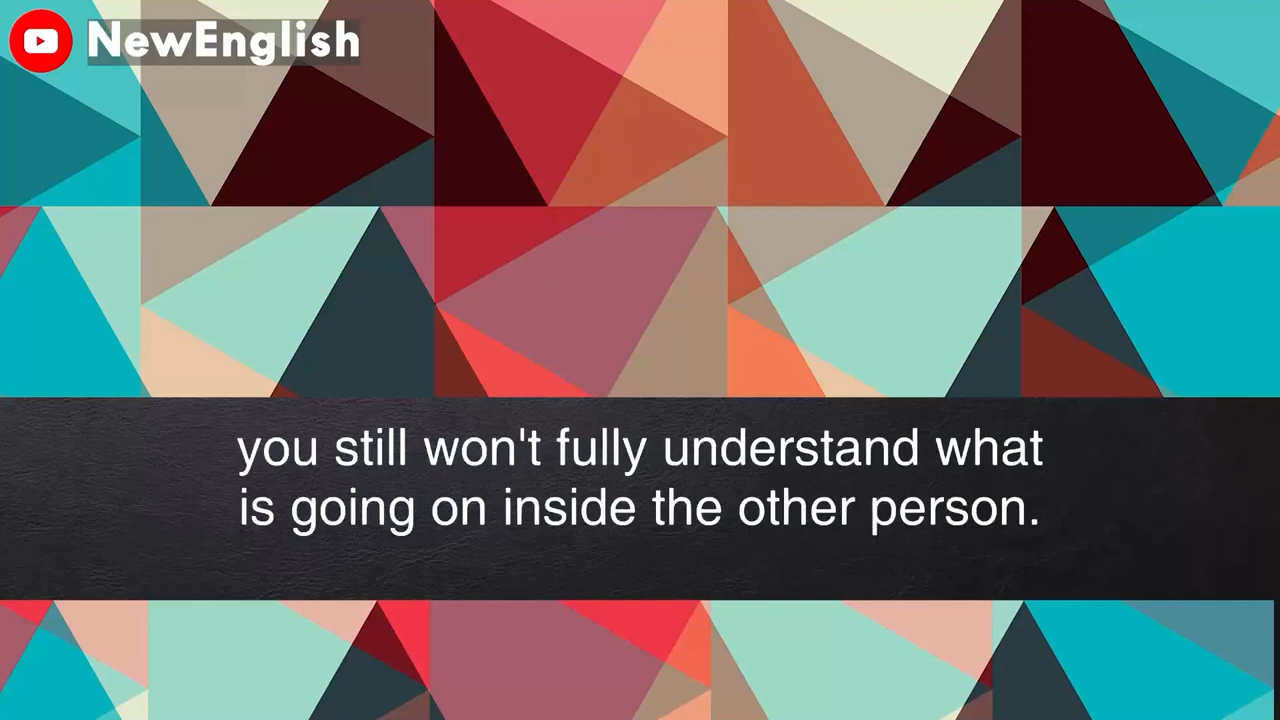 NewEnglish
you still won't fully understand what
is going on inside the other person.